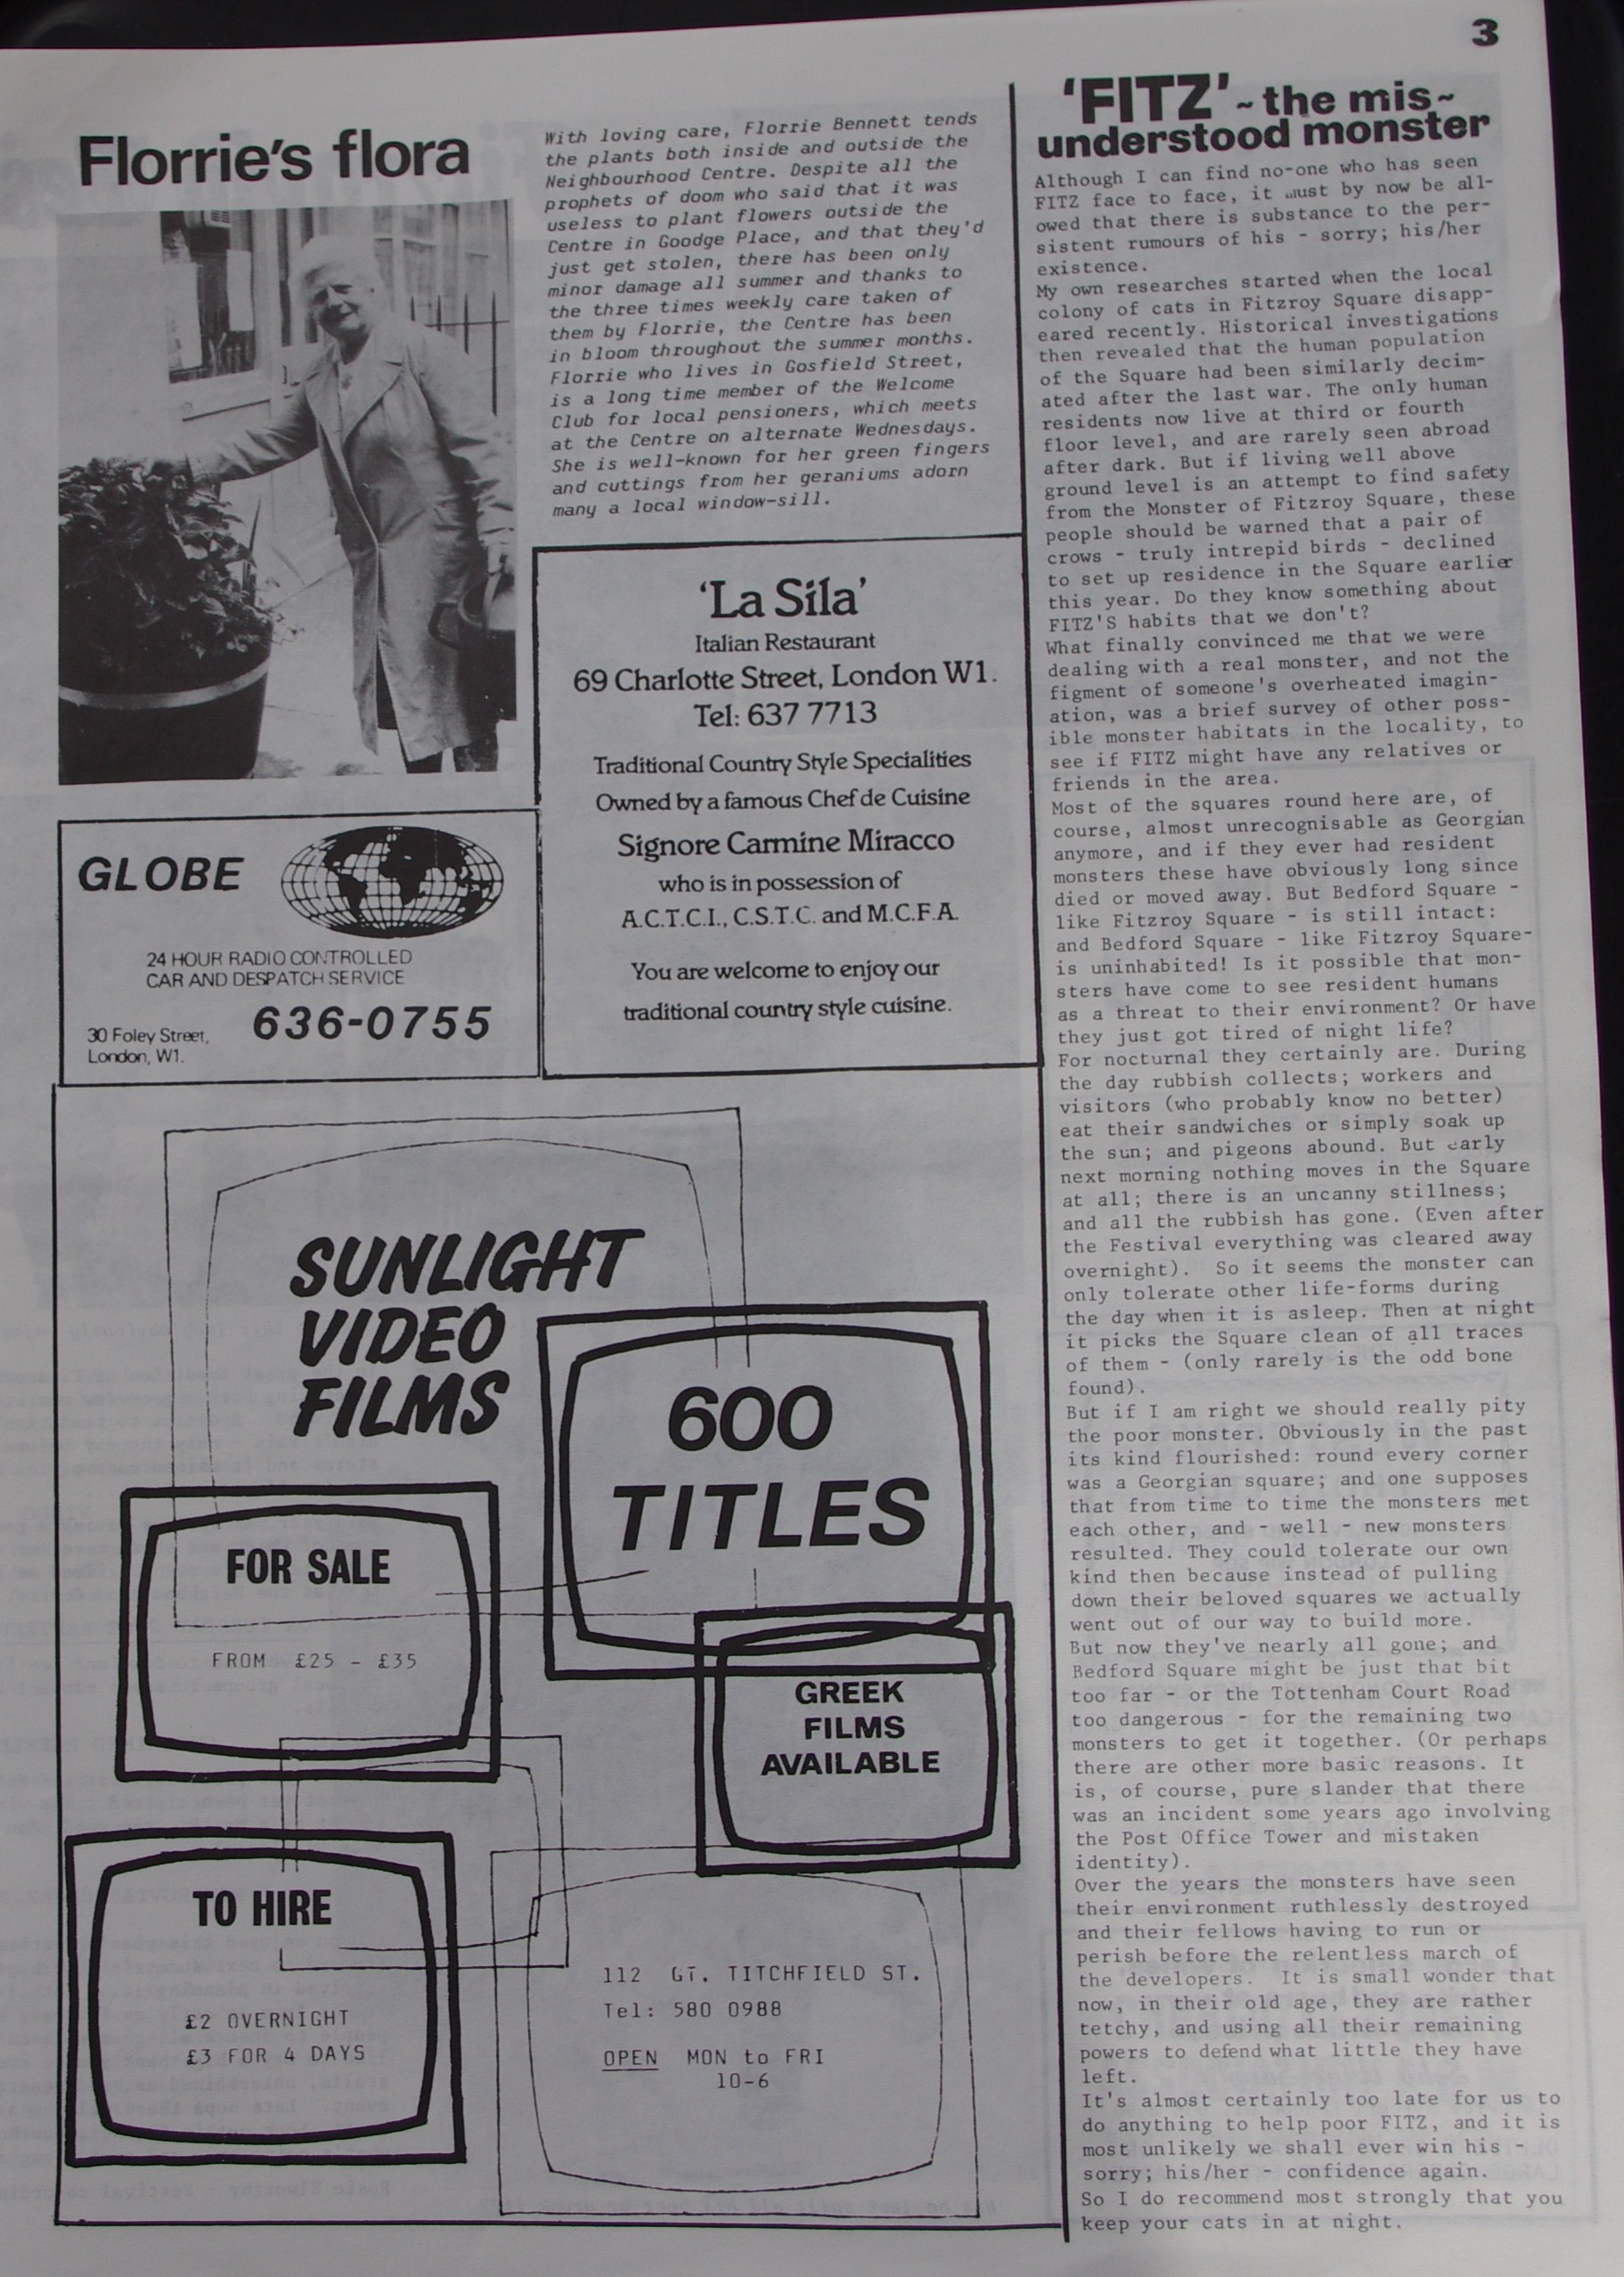 3
Florrie's flora
With loving care, Florrie Bennett tends
the plants both inside and outside the
Neighbourhood Centre. Despite all the
prophets of doom who said that it was
useless to plant flowers outside the
Centre in Goodge Place, and that they'd
just get stolen, there has been only
minor damage all summer and thanks to
the three times weekly care taken of
them by Florrie, the Centre has been
in bloom throughout the summer months.
Florrie who lives in Gosfield Street,
is a long time member of the Welcome
Club for local pensioners, which meets
at the Centre on alternate Wednesdays.
She is well-known for her green fingers
and cuttings from her geraniums adorn
many a local window-sill.
'La Sila'
Italian Restaurant
69 Charlotte Street, London W1.
Tel: 637 7713
Traditional Country Style Specialities
Owned by a famous Chef de Cuisine
Signore Carmine Miracco
who is in possession of
A.C.T.C.I., C.S.T.C. and M.C.F.A.
You are welcome to enjoy our
traditional country style cuisine.
GLOBE
24 HOUR RADIO CONTROLLED
CAR AND DESPATCH SERVICE
636-0755
30 Foley Street,
London, W1.
SUNLIGHT
VIDEO
FILMS
600
TITLES
FOR SALE
FROM £25 - £35
GREEK
FILMS
AVAILABLE
TO HIRE
£2 OVERNIGHT
£3 FOR 4 DAYS
112 GT. TITCHFIELD ST.
Tel: 580 0988
OPEN MON to FRI
10-6
'FITZ' ~ the mis~
understood monster
Although I can find no-one who has seen
FITZ face to face, it must by now be all-
owed that there is substance to the per-
sistent rumours of his - sorry; his/her
existence.
My own researches started when the local
colony of cats in Fitzroy Square disapp-
eared recently. Historical investigations
then revealed that the human population
of the Square had been similarly decim-
ated after the last war. The only human
residents now live at third or fourth
floor level, and are rarely seen abroad
after dark. But if living well above
ground level is an attempt to find safety
from the Monster of Fitzroy Square, these
people should be warned that a pair of
crows - truly intrepid birds - declined
to set up residence in the Square earlier
this year. Do they know something about
FITZ'S habits that we don't?
What finally convinced me that we were
dealing with a real monster, and not the
figment of someone's overheated imagin-
ation, was a brief survey of other poss-
ible monster habitats in the locality, to
see if FITZ might have any relatives or
friends in the area.
Most of the squares round here are, of
course, almost unrecognisable as Georgian
anymore, and if they ever had resident
monsters these have obviously long since
died or moved away. But Bedford Square -
like Fitzroy Square - is still intact:
and Bedford Square - like Fitzroy Square-
is uninhabited! Is it possible that mon-
sters have come to see resident humans
as a threat to their environment? Or have
they just got tired of night life?
For nocturnal they certainly are. During
the day rubbish collects; workers and
visitors (who probably know no better)
eat their sandwiches or simply soak up
the sun; and pigeons abound. But early
next morning nothing moves in the Square
at all; there is an uncanny stillness;
and all the rubbish has gone. (Even after
the Festival everything was cleared away
overnight). So it seems the monster can
only tolerate other life-forms during
the day when it is asleep. Then at night
it picks the Square clean of all traces
of them - (only rarely is the odd bone
found).
But if I am right we should really pity
the poor monster. Obviously in the past
its kind flourished: round every corner
was a Georgian square; and one supposes
that from time to time the monsters met
each other, and - well - new monsters
resulted. They could tolerate our own
kind then because instead of pulling
down their beloved squares we actually
went out of our way to build more.
But now they've nearly all gone; and
Bedford Square might be just that bit
too far - or the Tottenham Court Road
too dangerous - for the remaining two
monsters to get it together. (Or perhaps
there are other more basic reasons. It
is, of course, pure slander that there
was an incident some years ago involving
the Post Office Tower and mistaken
identity).
Over the years the monsters have seen
their environment ruthlessly destroyed
and their fellows having to run or
perish before the relentless march of
the developers. It is small wonder that
now, in their old age, they are rather
tetchy, and using all their remaining
powers to defend what little they have
left.
It's almost certainly too late for us to
do anything to help poor FITZ, and it is
most unlikely we shall ever win his -
sorry; his/her - confidence again.
So I do recommend most strongly that you
keep your cats in at night.